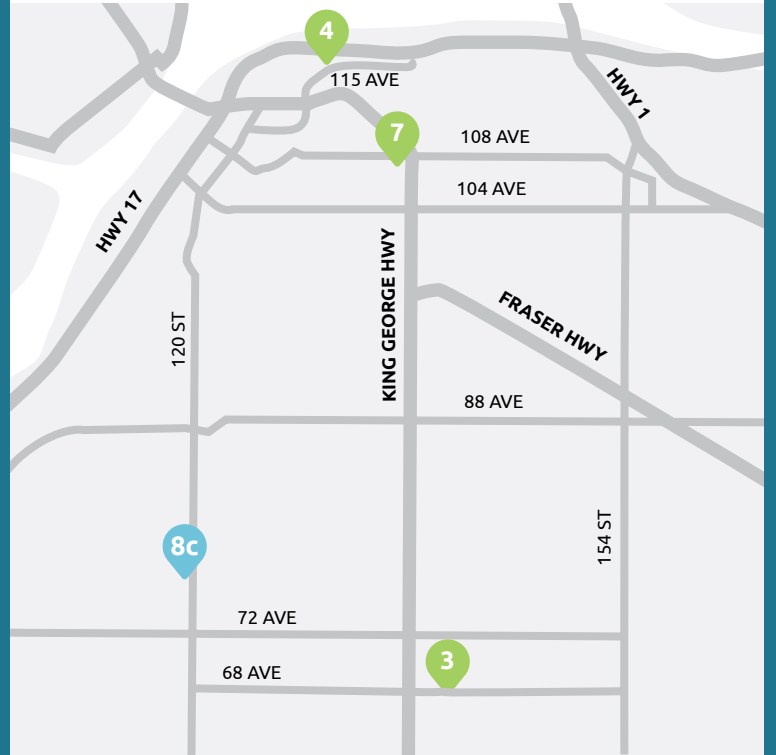 4
115 AVE
HWY 1
7
108 AVE
104 AVE
HWY 17
KING GEORGE HWY
FRASER HWY
120 ST
88 AVE
8c
154 ST
72 AVE
3
68 AVE